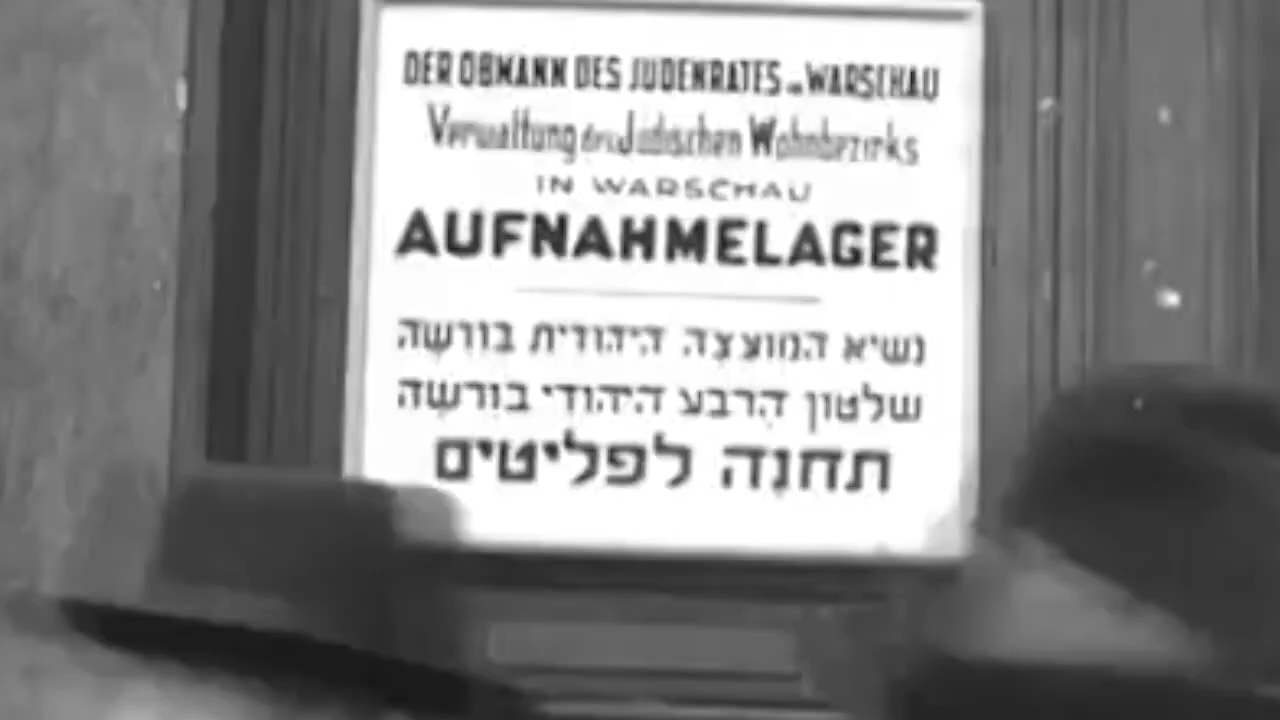 DER OBMANN DES JUDENRATES IN WARSCHAU
Verwaltung des Jüdischen Wohnbezirks
IN WARSCHAU
AUFNAHMELAGER
נשיא המועצה היהודית בורשה
שלטון הרבע היהודי בורשה
תחנה לפליטים